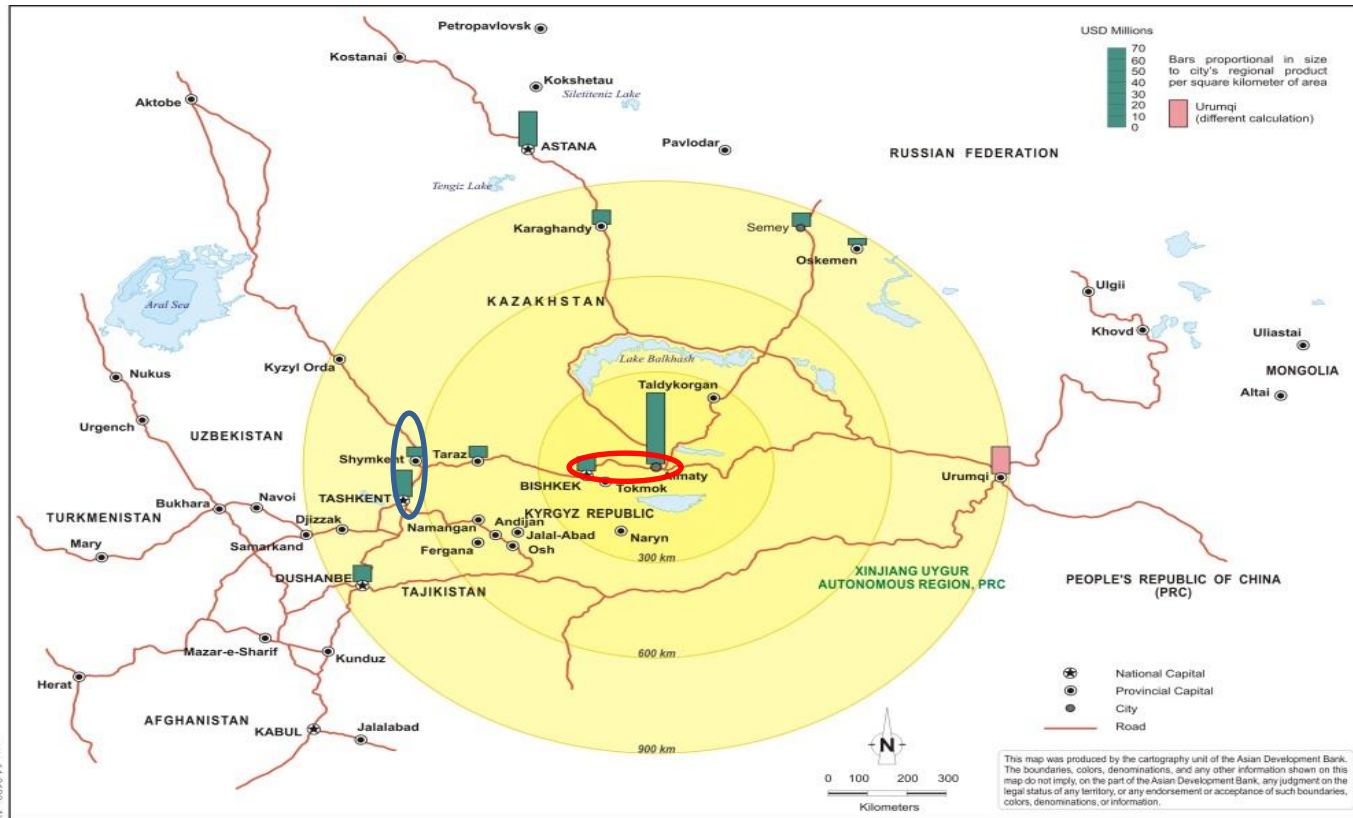 Petropavlovsk
Kostanai
Kokshetau
Siletiteniz Lake
Aktobe
ASTANA
Pavlodar
USD Millions
70
60
50
40
30
20
10
0
Bars proportional in size
to city's regional product
per square kilometer of area
Urumqi
(different calculation)
RUSSIAN FEDERATION
Tengiz Lake
Karaghandy
Semey
Oskemen
Aral Sea
KAZAKHSTAN
Ulgii
Khovd
Uliastai
MONGOLIA
Altai
Kyzyl Orda
Lake Balkhash
Taldykorgan
Nukus
Urgench
UZBEKISTAN
Shymkent
Taraz
Almaty
BISHKEK
Tokmok
Urumqi
TASHKENT
Bukhara
Navoi
TURKMENISTAN
Djizzak
Samarkand
Mary
KYRGYZ REPUBLIC
Namangan
Andijan
Jalal-Abad
Fergana
Osh
Naryn
300 km
DUSHANBE
TAJIKISTAN
XINJIANG UYGUR
AUTONOMOUS REGION, PRC
PEOPLE'S REPUBLIC OF CHINA
(PRC)
Mazar-e-Sharif
Kunduz
600 km
Herat
AFGHANISTAN
KABUL
Jalalabad
900 km
National Capital
Provincial Capital
City
Road
N
0 100 200 300
Kilometers
This map was produced by the cartography unit of the Asian Development Bank.
The boundaries, colors, denominations, and any other information shown on this
map do not imply, on the part of the Asian Development Bank, any judgment on the
legal status of any territory, or any endorsement or acceptance of such boundaries,
colors, denominations, or information.